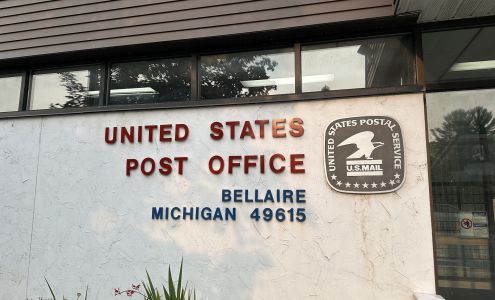 UNITED STATES
POST OFFICE
BELLAIRE
MICHIGAN 49615
UNITED STATES POSTAL SERVICE
U.S.MAIL